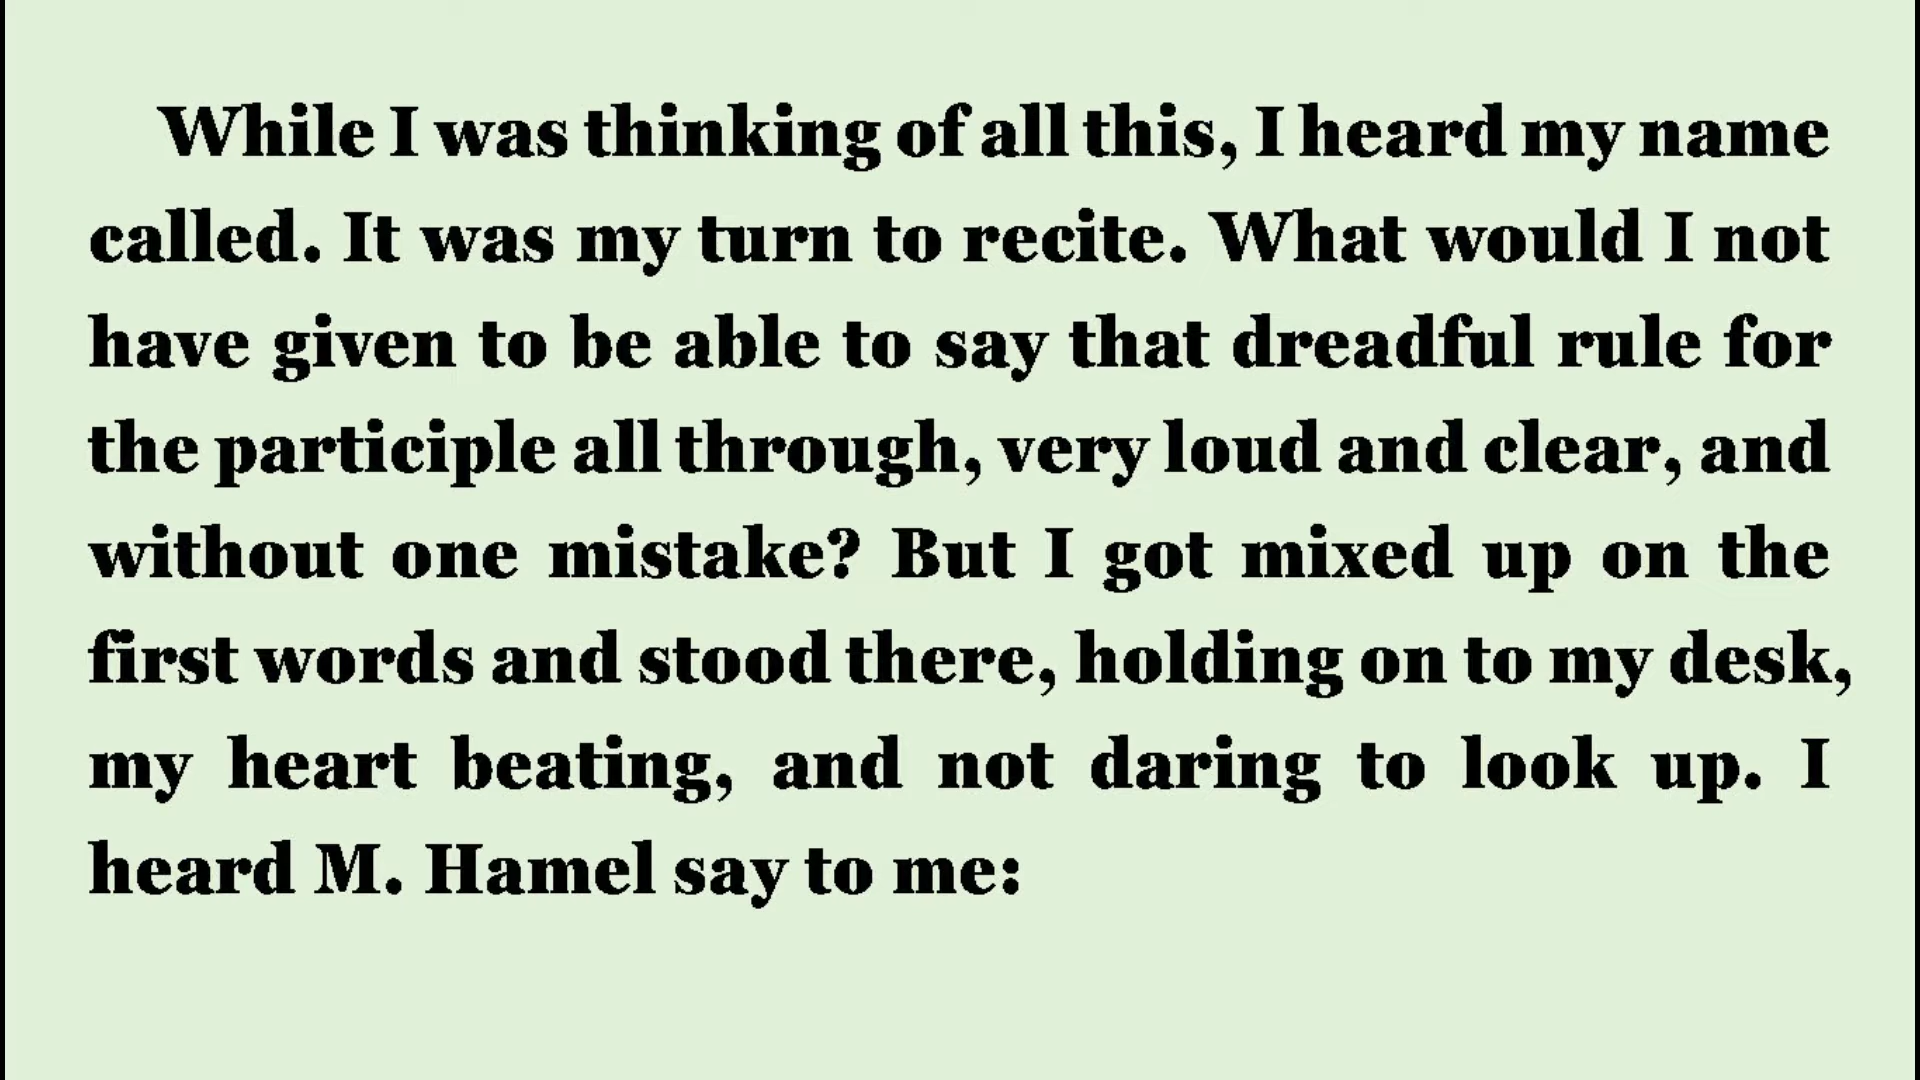 While I was thinking of all this, I heard my name
called. It was my turn to recite. What would I not
have given to be able to say that dreadful rule for
the participle all through, very loud and clear, and
without one mistake? But I got mixed up on the
first words and stood there, holding on to my desk,
my heart beating, and not daring to look up. I
heard M. Hamel say to me: